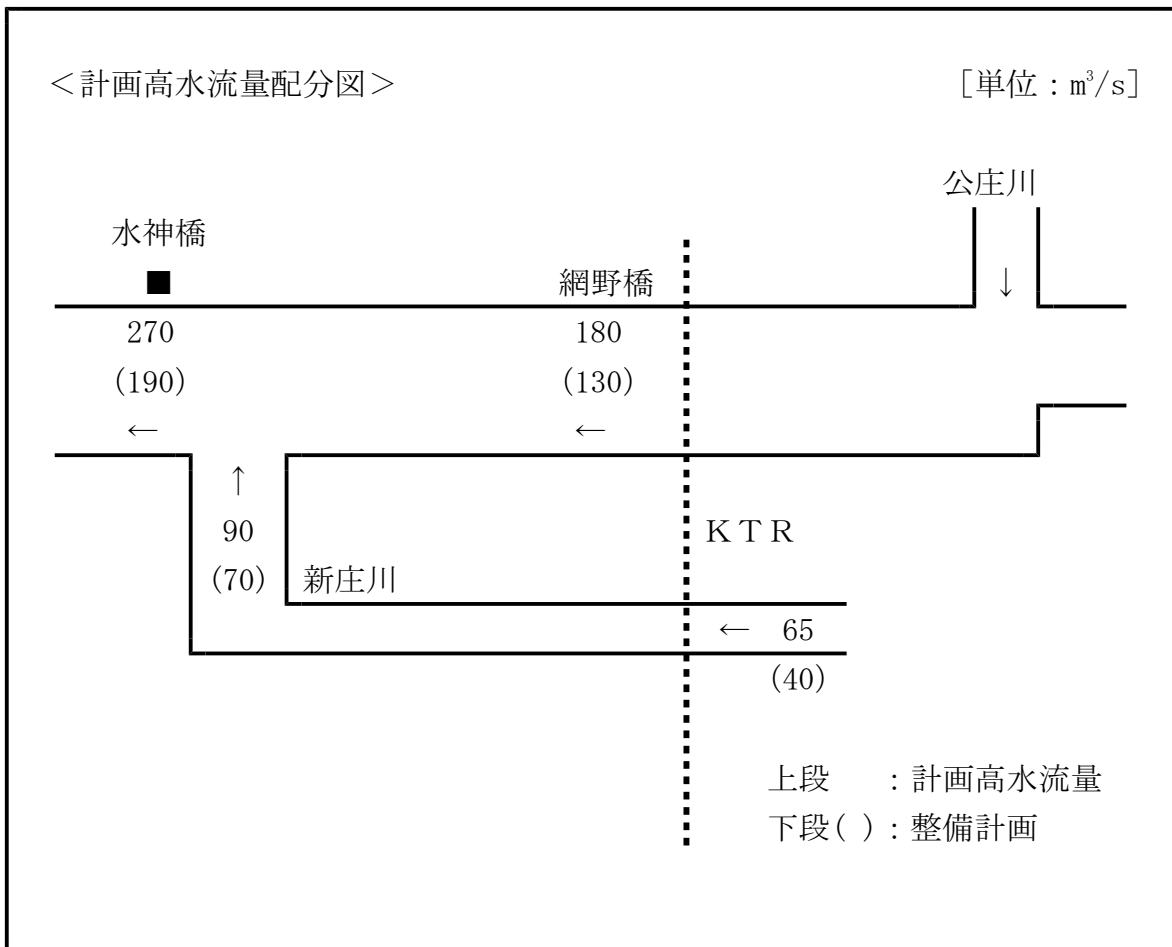 <計画高水流量配分図> [単位：m³/s]
公庄川
水神橋
■ 網野橋 ↓
270 180
(190) (130)
← ←
↑
90 KTR
(70) 新庄川
← 65
(40)
上段 ：計画高水流量
下段( )：整備計画